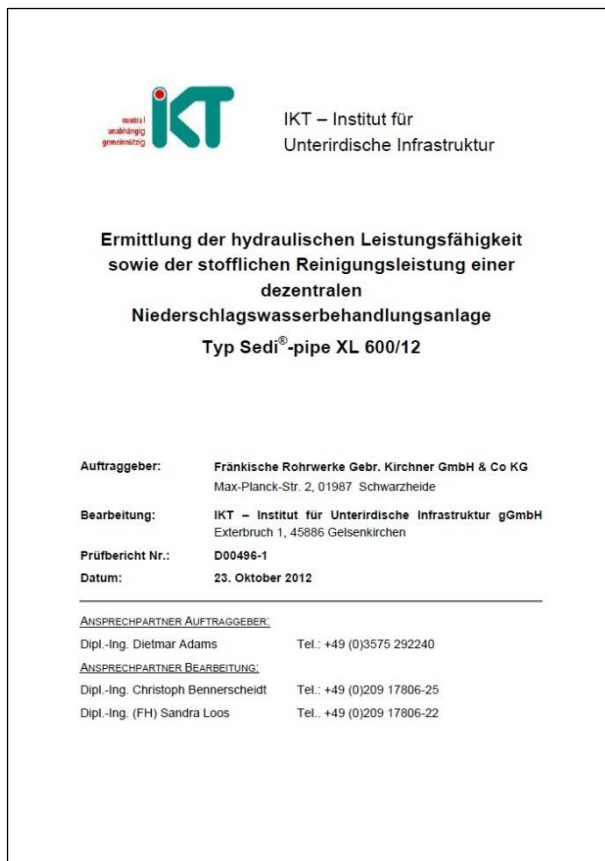 neutral
unabhängig
gemeinnützig
IKT
IKT – Institut für
Unterirdische Infrastruktur
Ermittlung der hydraulischen Leistungsfähigkeit
sowie der stofflichen Reinigungsleistung einer
dezentralen
Niederschlagswasserbehandlungsanlage
Typ Sedi®-pipe XL 600/12
Auftraggeber: Fränkische Rohrwerke Gebr. Kirchner GmbH & Co KG
Max-Planck-Str. 2, 01987 Schwarzheide
Bearbeitung: IKT – Institut für Unterirdische Infrastruktur gGmbH
Exterbruch 1, 45886 Gelsenkirchen
Prüfbericht Nr.: D00496-1
Datum: 23. Oktober 2012
ANSPRECHPARTNER AUFTRAGGEBER:
Dipl.-Ing. Dietmar Adams Tel.: +49 (0)3575 292240
ANSPRECHPARTNER BEARBEITUNG:
Dipl.-Ing. Christoph Bennerscheidt Tel.: +49 (0)209 17806-25
Dipl.-Ing. (FH) Sandra Loos Tel.. +49 (0)209 17806-22